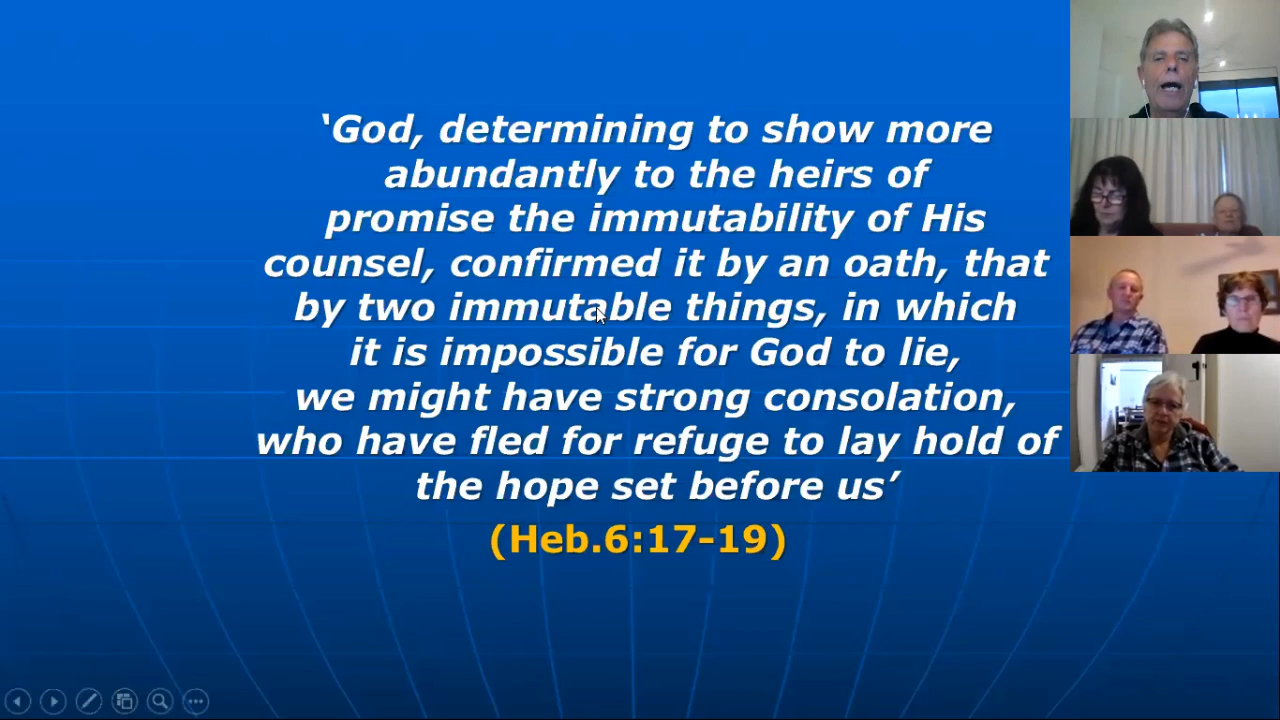 ‘God, determining to show more
abundantly to the heirs of
promise the immutability of His
counsel, confirmed it by an oath, that
by two immutable things, in which
it is impossible for God to lie,
we might have strong consolation,
who have fled for refuge to lay hold of
the hope set before us’
(Heb.6:17-19)